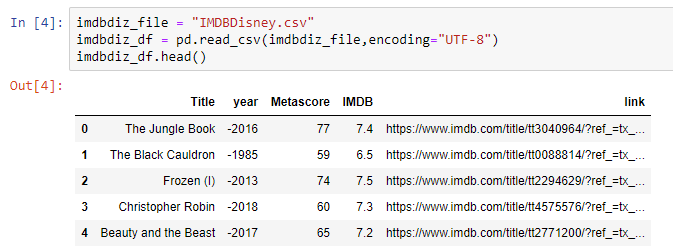 In [4]: imdbdiz_file = "IMDBDisney.csv"
imdbdiz_df = pd.read_csv(imdbdiz_file,encoding="UTF-8")
imdbdiz_df.head()
Out[4]:
Title year Metascore IMDB link
0 The Jungle Book -2016 77 7.4 https://www.imdb.com/title/tt3040964/?ref_=tx_...
1 The Black Cauldron -1985 59 6.5 https://www.imdb.com/title/tt0088814/?ref_=tx_...
2 Frozen (I) -2013 74 7.5 https://www.imdb.com/title/tt2294629/?ref_=tx_...
3 Christopher Robin -2018 60 7.3 https://www.imdb.com/title/tt4575576/?ref_=tx_...
4 Beauty and the Beast -2017 65 7.2 https://www.imdb.com/title/tt2771200/?ref_=tx_...